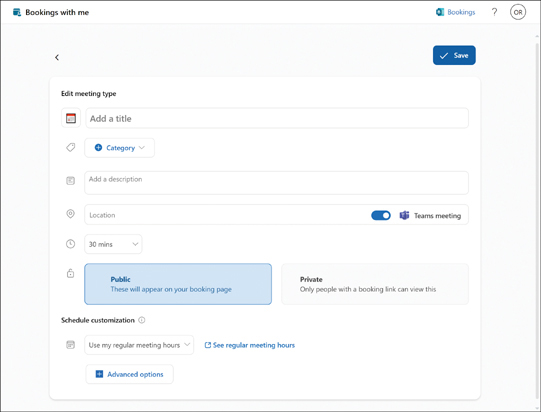 Bookings with me
Bookings
?
OR
Save
Edit meeting type
Add a title
Category
Add a description
Location
Teams meeting
30 mins
Public
These will appear on your booking page
Private
Only people with a booking link can view this
Schedule customization
Use my regular meeting hours
See regular meeting hours
Advanced options